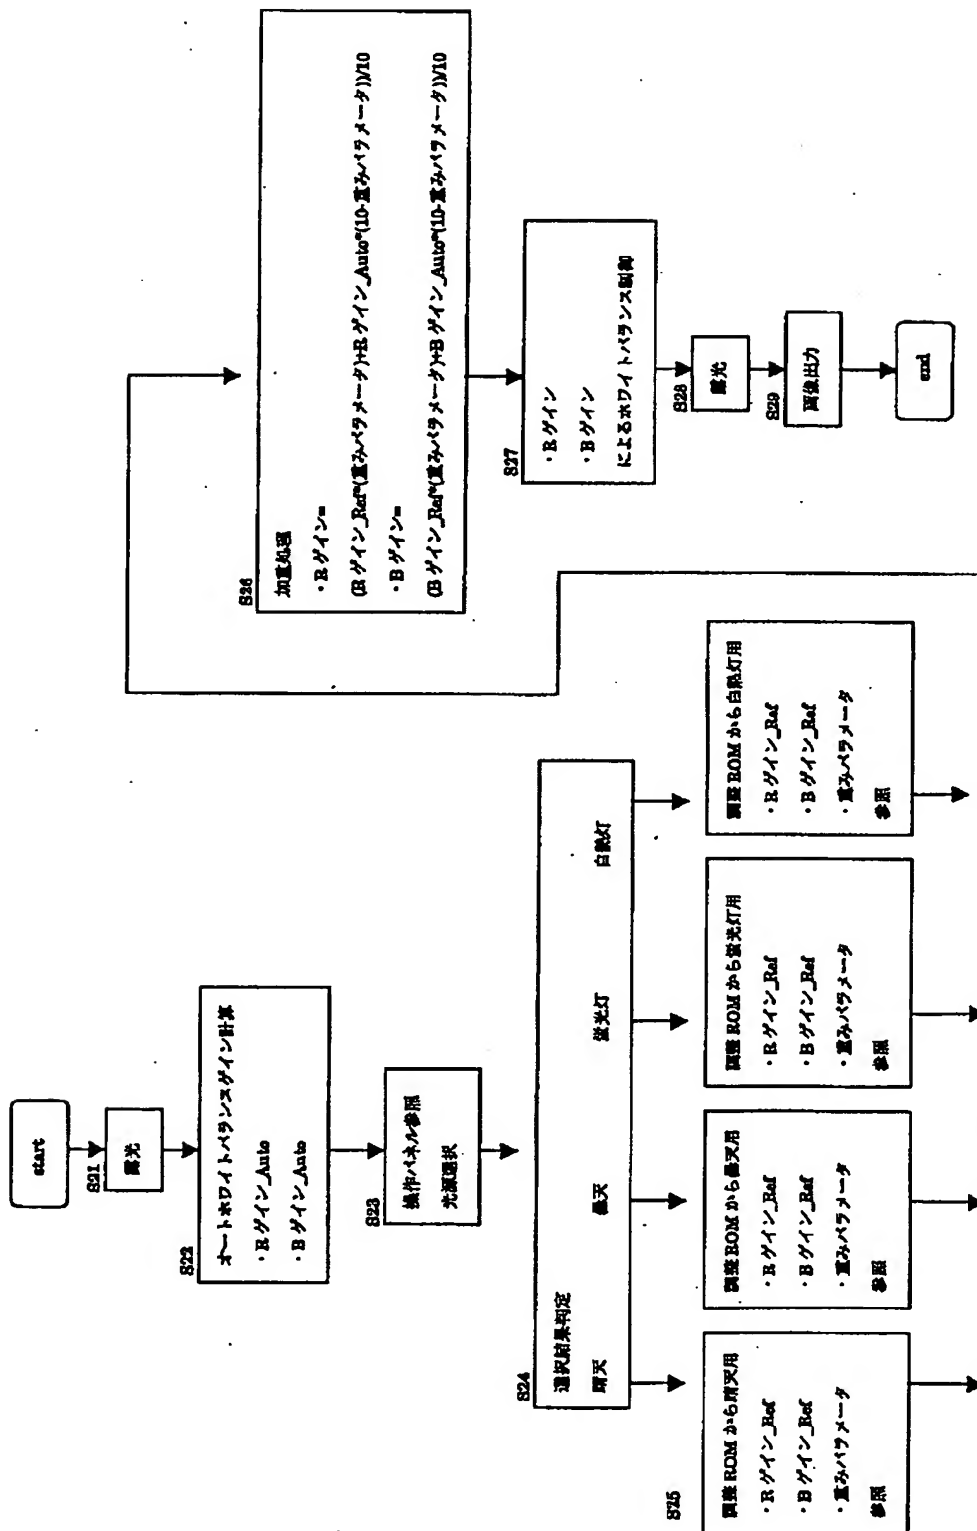 start
S21
露光
S22
オートホワイトバランスゲイン計算
・Rゲイン_Auto
・Bゲイン_Auto
S23
操作パネル参照
光源選択
S24
選択結果判定
晴天 曇天 蛍光灯 白熱灯
S25
調整ROMから晴天用
・Rゲイン_Ref
・Bゲイン_Ref
・重みパラメータ
参照
調整ROMから曇天用
・Rゲイン_Ref
・Bゲイン_Ref
・重みパラメータ
参照
調整ROMから蛍光灯用
・Rゲイン_Ref
・Bゲイン_Ref
・重みパラメータ
参照
調整ROMから白熱灯用
・Rゲイン_Ref
・Bゲイン_Ref
・重みパラメータ
参照
S26
加重処理
・Rゲイン=
(Rゲイン_Ref*(重みパラメータ)+Rゲイン_Auto*(10-重みパラメータ))/10
・Bゲイン=
(Bゲイン_Ref*(重みパラメータ)+Bゲイン_Auto*(10-重みパラメータ))/10
S27
・Rゲイン
・Bゲイン
によるホワイトバランス制御
S28
露光
S29
画像出力
end